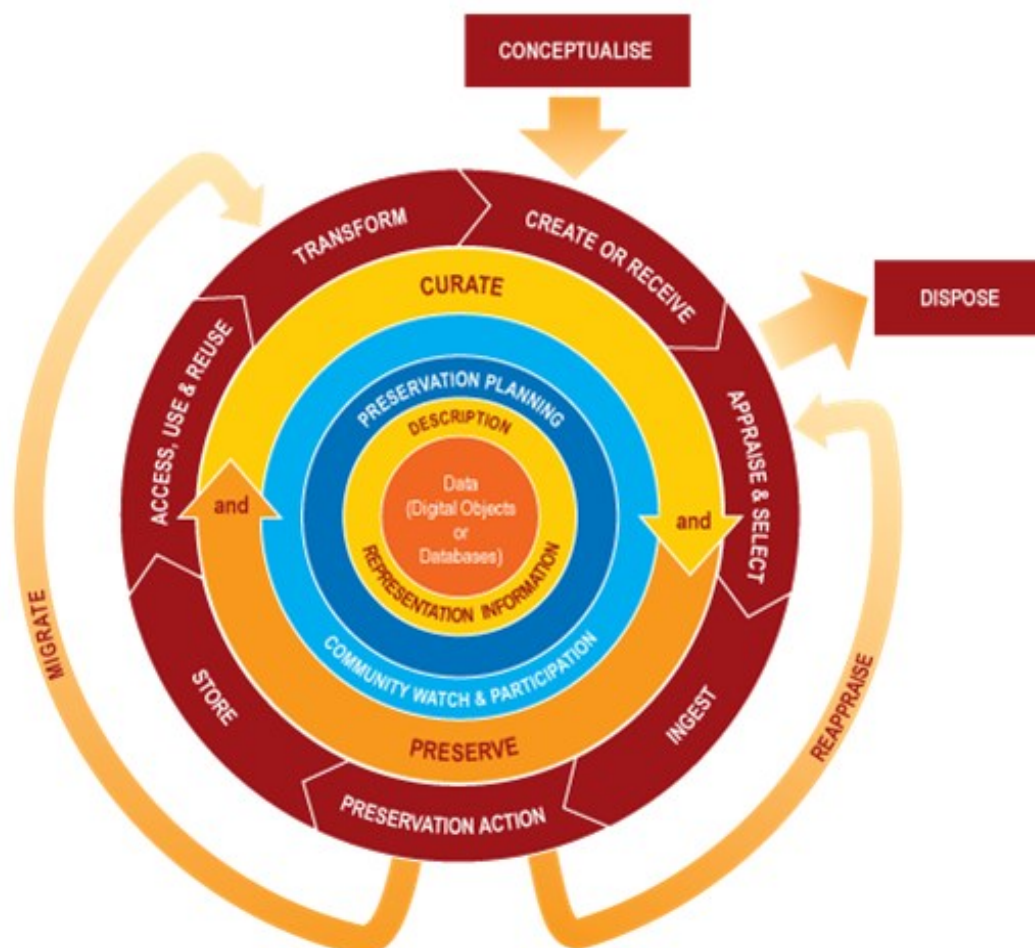 CONCEPTUALISE
CREATE OR RECEIVE
DISPOSE
APPRAISE & SELECT
INGEST
REAPPRAISE
PRESERVATION ACTION
MIGRATE
STORE
ACCESS, USE & REUSE
TRANSFORM
CURATE
and
PRESERVE
and
COMMUNITY WATCH & PARTICIPATION
PRESERVATION PLANNING
DESCRIPTION
REPRESENTATION INFORMATION
Data
(Digital Objects
or
Databases)